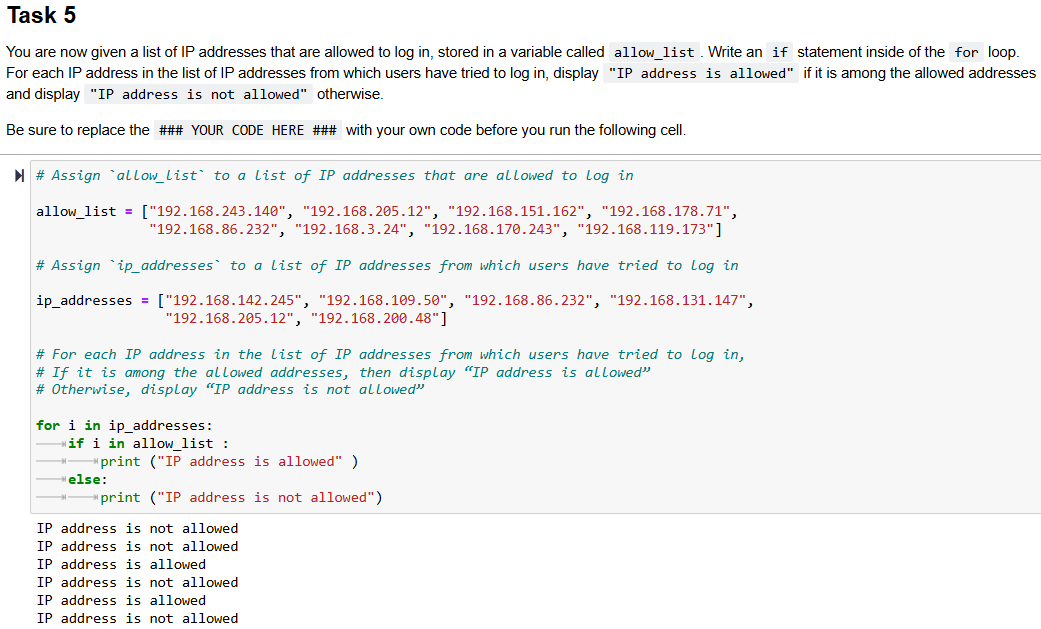 Task 5
You are now given a list of IP addresses that are allowed to log in, stored in a variable called allow_list . Write an if statement inside of the for loop.
For each IP address in the list of IP addresses from which users have tried to log in, display "IP address is allowed" if it is among the allowed addresses
and display "IP address is not allowed" otherwise.
Be sure to replace the ### YOUR CODE HERE ### with your own code before you run the following cell.
# Assign `allow_list` to a list of IP addresses that are allowed to log in
allow_list = ["192.168.243.140", "192.168.205.12", "192.168.151.162", "192.168.178.71",
"192.168.86.232", "192.168.3.24", "192.168.170.243", "192.168.119.173"]
# Assign `ip_addresses` to a list of IP addresses from which users have tried to log in
ip_addresses = ["192.168.142.245", "192.168.109.50", "192.168.86.232", "192.168.131.147",
"192.168.205.12", "192.168.200.48"]
# For each IP address in the list of IP addresses from which users have tried to log in,
# If it is among the allowed addresses, then display “IP address is allowed”
# Otherwise, display “IP address is not allowed”
for i in ip_addresses:
if i in allow_list :
print ("IP address is allowed" )
else:
print ("IP address is not allowed")
IP address is not allowed
IP address is not allowed
IP address is allowed
IP address is not allowed
IP address is allowed
IP address is not allowed